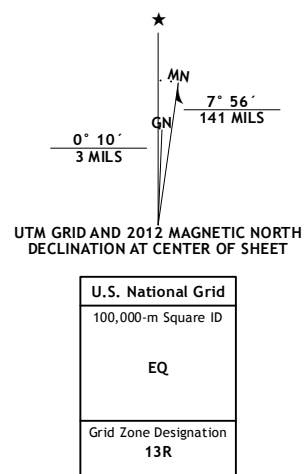 ★
MN
GN
7° 56´
141 MILS
0° 10´
3 MILS
UTM GRID AND 2012 MAGNETIC NORTH
DECLINATION AT CENTER OF SHEET
U.S. National Grid
100,000-m Square ID
EQ
Grid Zone Designation
13R